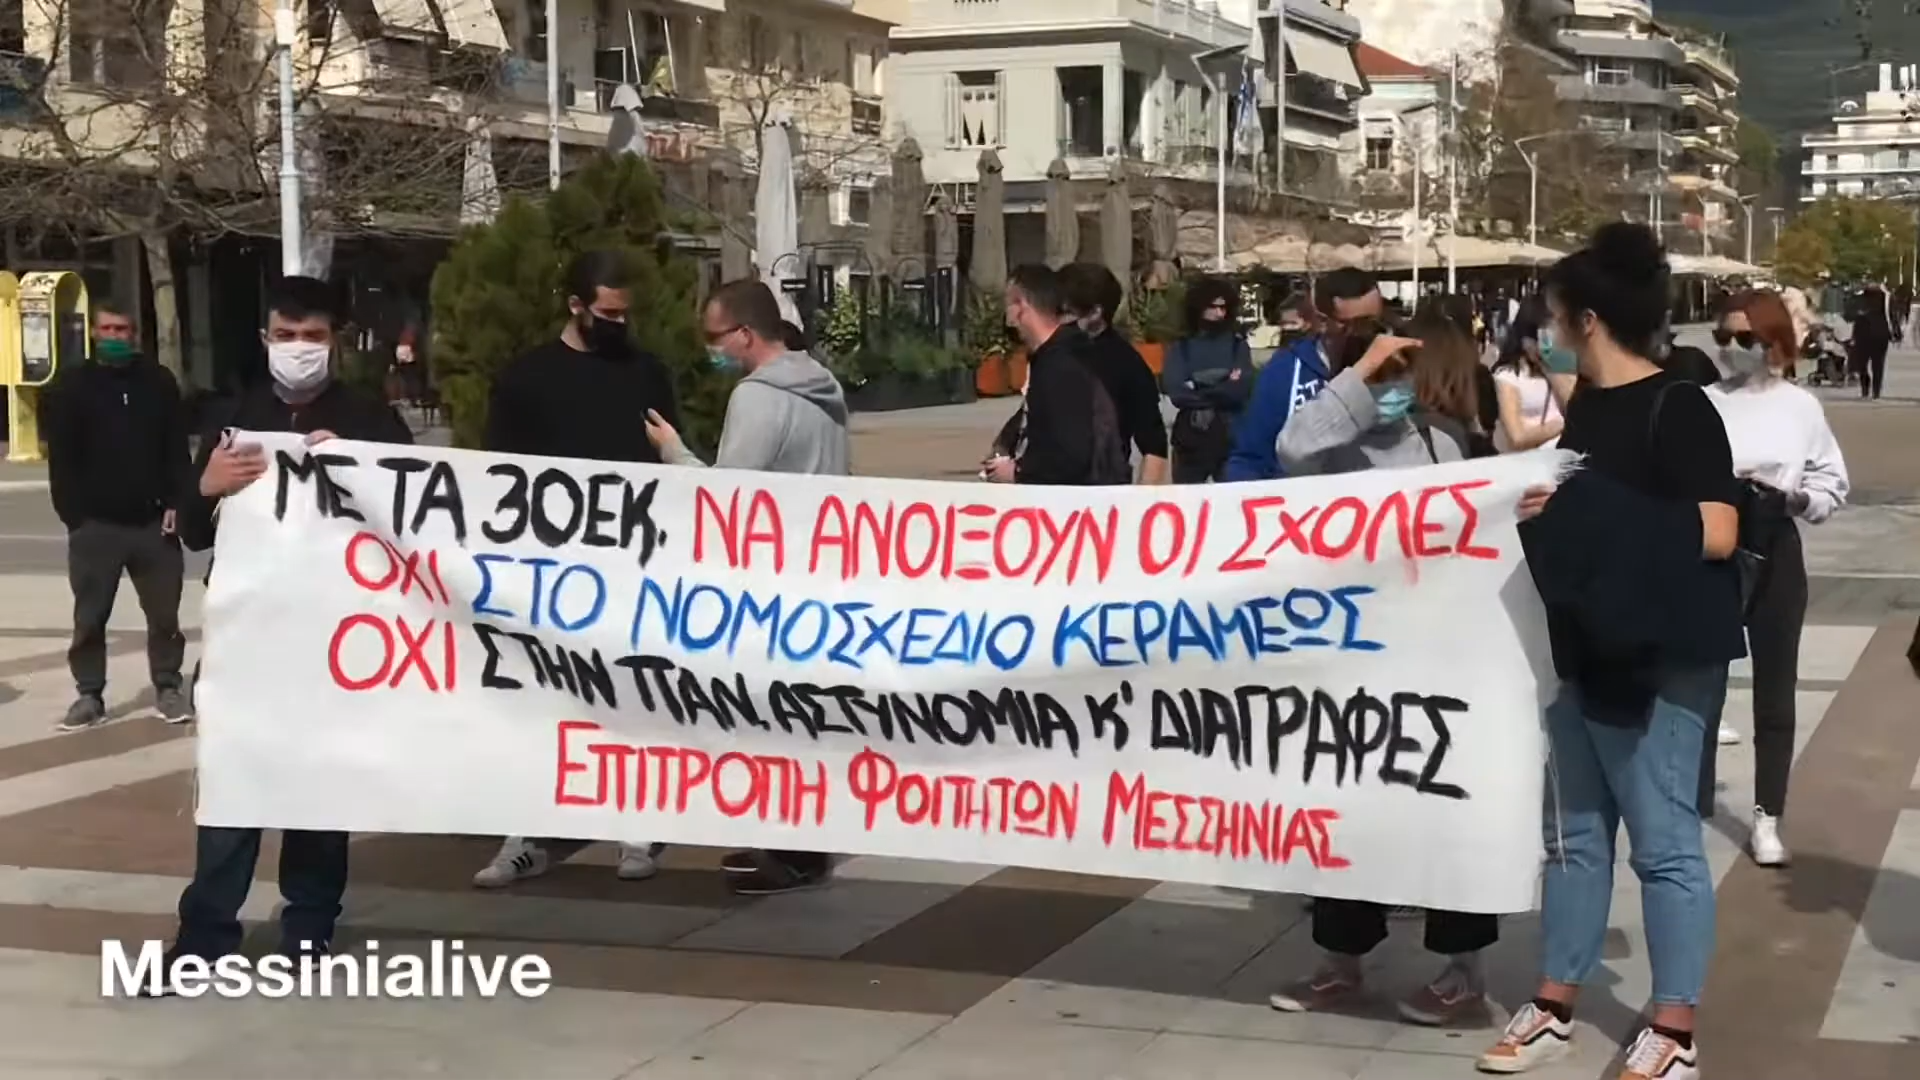 ΜΕ ΤΑ 30ΕΚ. ΝΑ ΑΝΟΙΞΟΥΝ ΟΙ ΣΧΟΛΕΣ
ΟΧΙ ΣΤΟ ΝΟΜΟΣΧΕΔΙΟ ΚΕΡΑΜΕΩΣ
ΟΧΙ ΣΤΗΝ ΠΑΝ. ΑΣΤΥΝΟΜΙΑ Κ' ΔΙΑΓΡΑΦΕΣ
ΕΠΙΤΡΟΠΗ ΦΟΙΤΗΤΩΝ ΜΕΣΣΗΝΙΑΣ
Messinialive